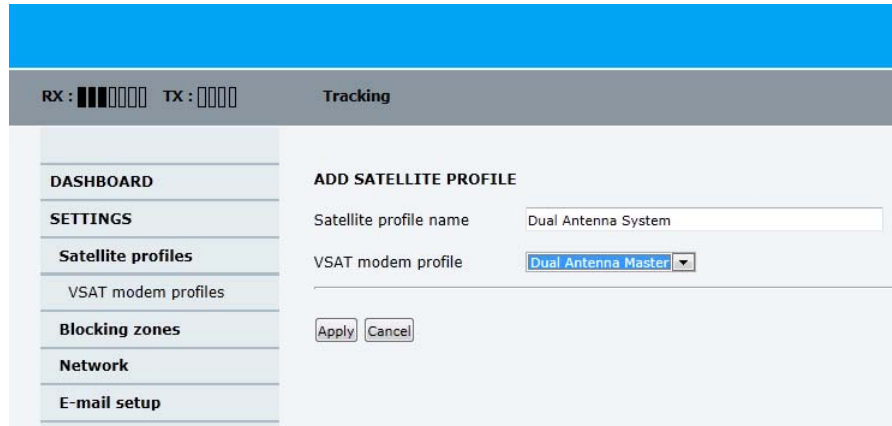 RX : TX : Tracking
DASHBOARD
SETTINGS
Satellite profiles
VSAT modem profiles
Blocking zones
Network
E-mail setup
ADD SATELLITE PROFILE
Satellite profile name Dual Antenna System
VSAT modem profile Dual Antenna Master
Apply Cancel